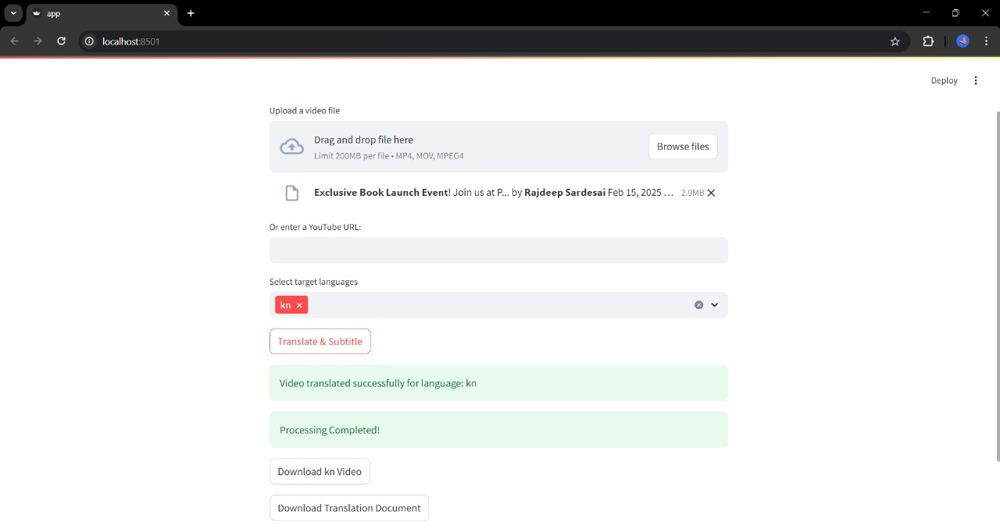 app
localhost:8501
Deploy
Upload a video file
Drag and drop file here
Limit 200MB per file • MP4, MOV, MPEG4
Browse files
Exclusive Book Launch Event! Join us at P... by Rajdeep Sardesai Feb 15, 2025 ... 2.9MB
Or enter a YouTube URL:
Select target languages
kn
Translate & Subtitle
Video translated successfully for language: kn
Processing Completed!
Download kn Video
Download Translation Document